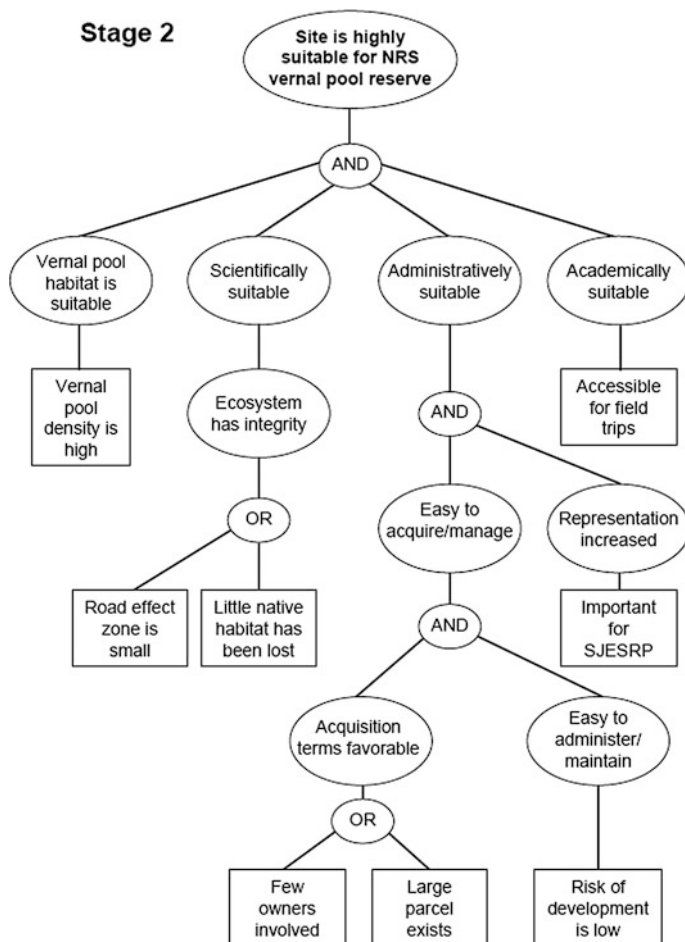 Stage 2
Site is highly
suitable for NRS
vernal pool reserve
AND
Vernal pool
habitat is
suitable
Scientifically
suitable
Administratively
suitable
Academically
suitable
Vernal
pool
density is
high
Ecosystem
has integrity
AND
Accessible
for field
trips
OR
Easy to
acquire/manage
Representation
increased
Road effect
zone is
small
Little native
habitat has
been lost
AND
Important
for
SJESRP
Acquisition
terms favorable
Easy to
administer/
maintain
OR
Few
owners
involved
Large
parcel
exists
Risk of
development
is low